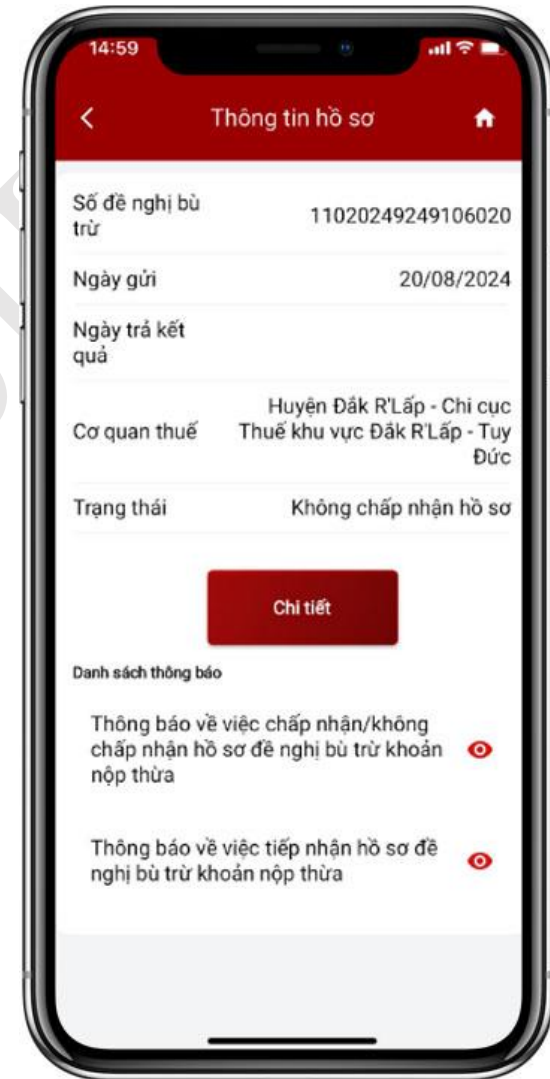 14:59
Thông tin hồ sơ
Số đề nghị bù
trừ
11020249249106020
Ngày gửi
20/08/2024
Ngày trả kết
quả
Cơ quan thuế
Huyện Đắk R'Lấp - Chi cục
Thuế khu vực Đắk R'Lấp - Tuy
Đức
Trạng thái
Không chấp nhận hồ sơ
Chi tiết
Danh sách thông báo
Thông báo về việc chấp nhận/không
chấp nhận hồ sơ đề nghị bù trừ khoản
nộp thừa
Thông báo về việc tiếp nhận hồ sơ đề
nghị bù trừ khoản nộp thừa